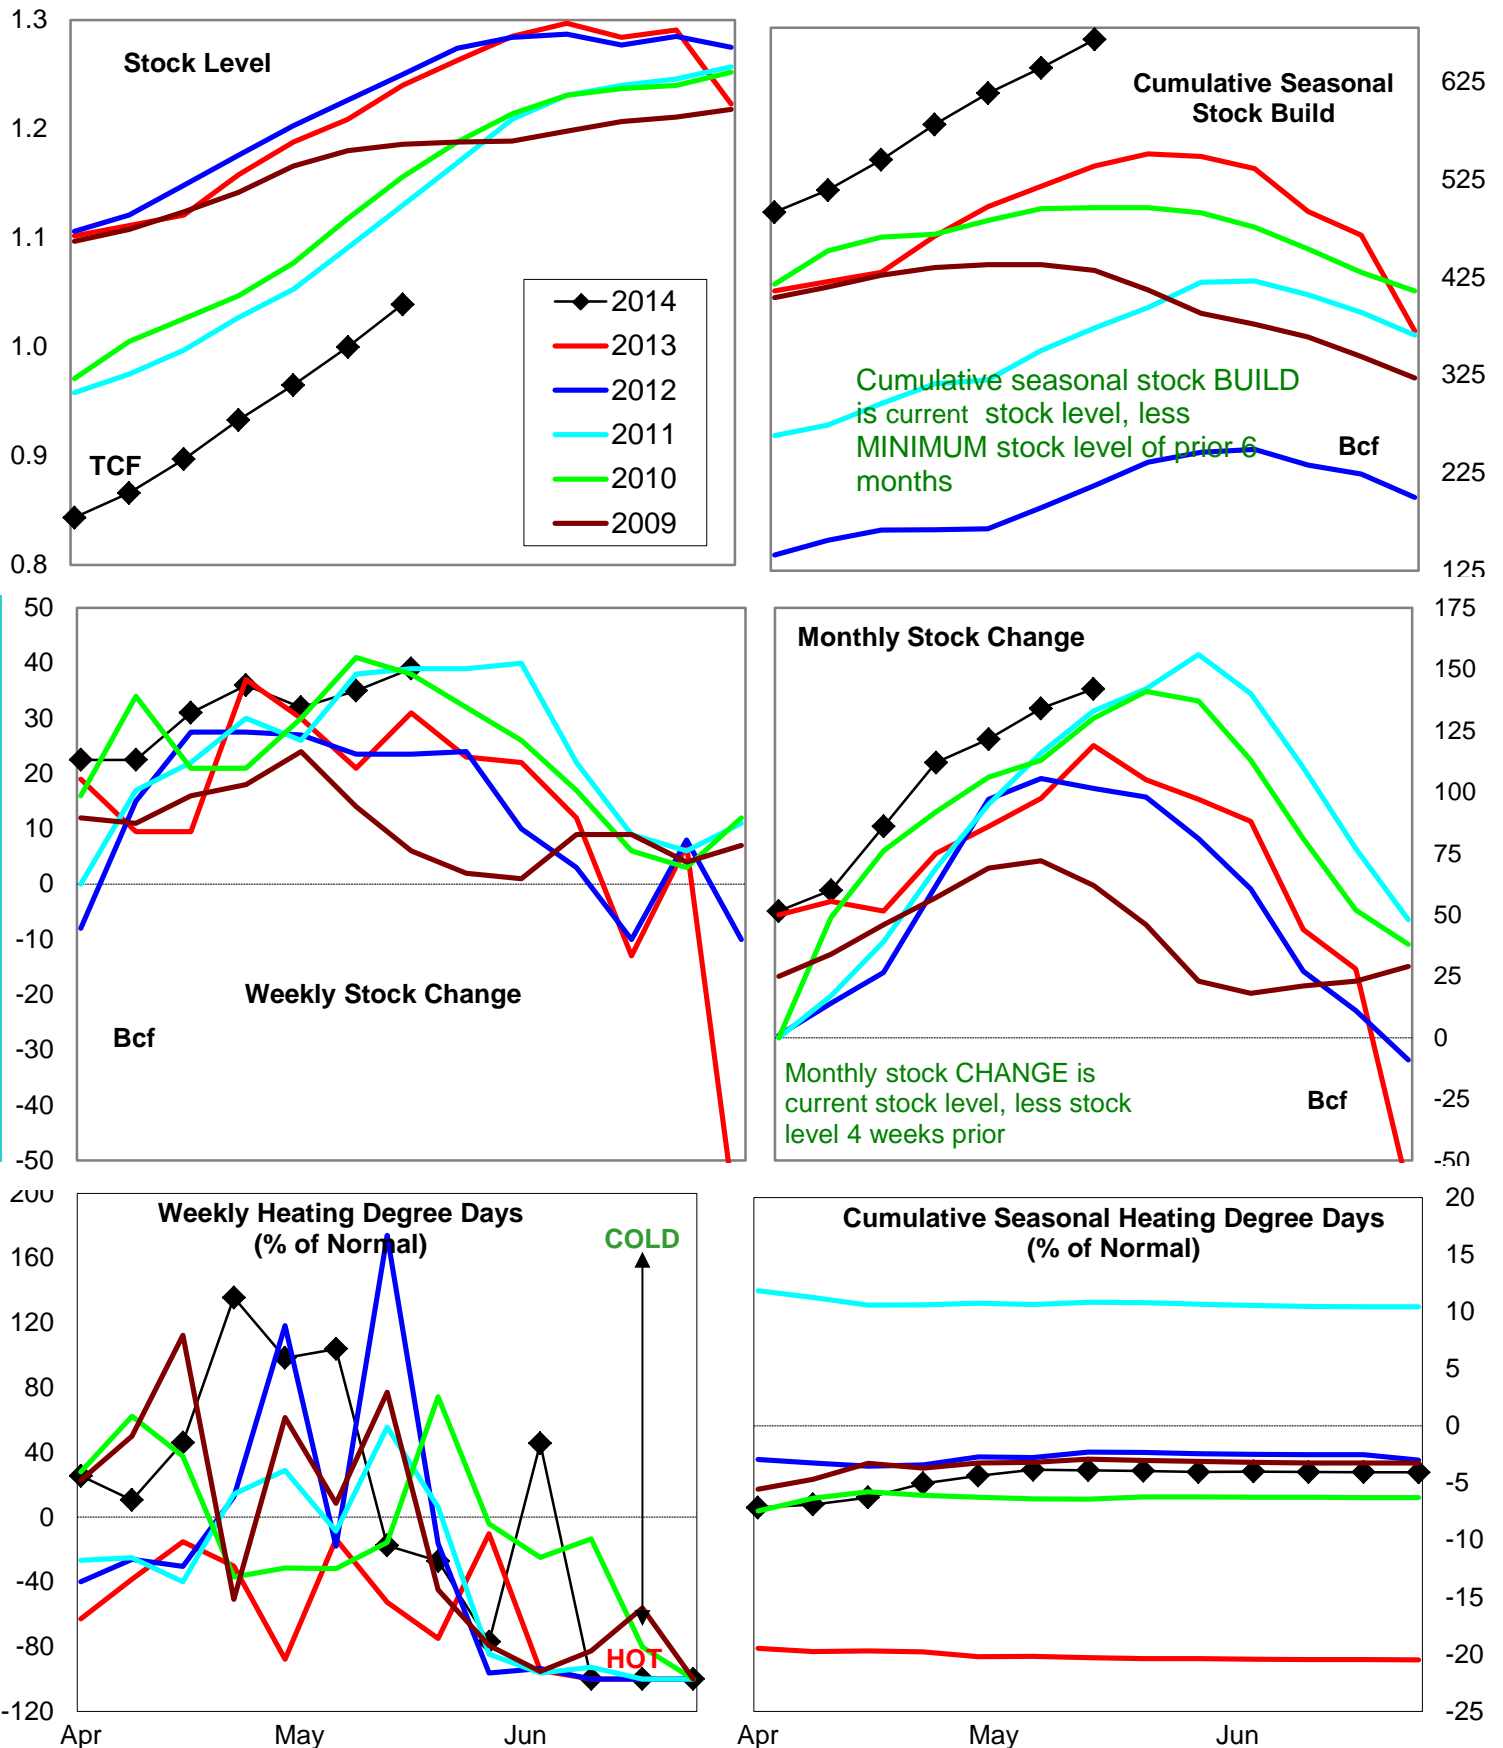 1.3
1.2
1.1
1.0
0.9
0.8
Stock Level
TCF
2014
2013
2012
2011
2010
2009
Cumulative Seasonal
Stock Build
625
525
425
325
225
125
Cumulative seasonal stock BUILD
is current stock level, less
MINIMUM stock level of prior 6
months
Bcf
50
40
30
20
10
0
-10
-20
-30
-40
-50
Weekly Stock Change
Bcf
Monthly Stock Change
175
150
125
100
75
50
25
0
-25
-50
Monthly stock CHANGE is
current stock level, less stock
level 4 weeks prior
Bcf
200
160
120
80
40
0
-40
-80
-120
Weekly Heating Degree Days
(% of Normal)
COLD
HOT
Apr May Jun
Cumulative Seasonal Heating Degree Days
(% of Normal)
20
15
10
5
0
-5
-10
-15
-20
-25
Apr May Jun